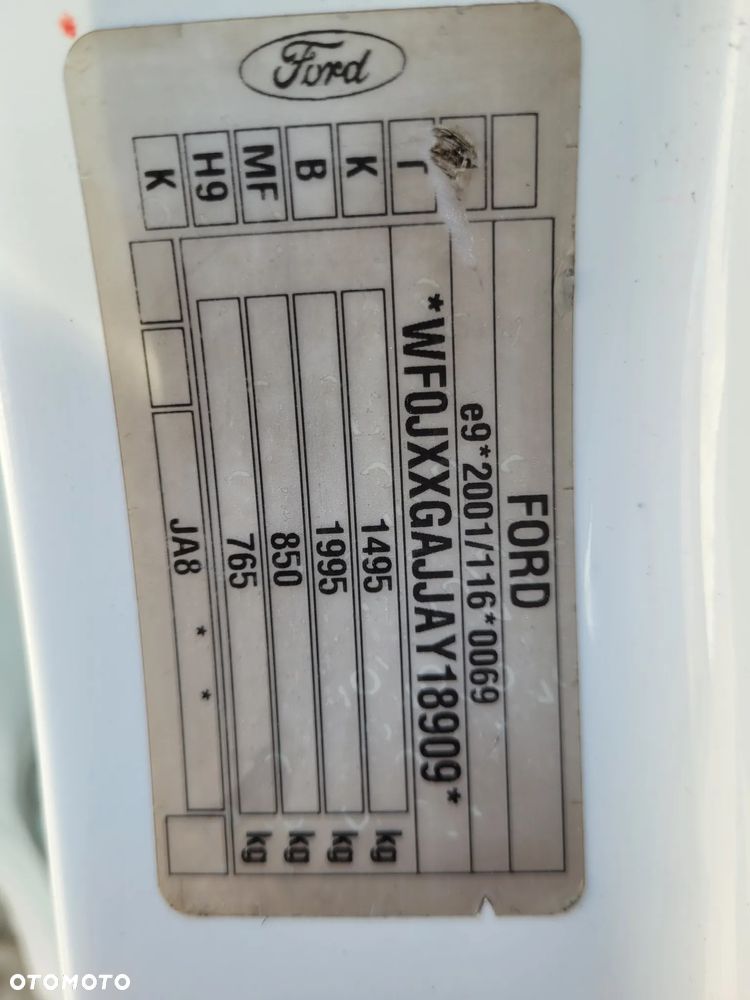 Ford
FORD
e9*2001/116*0069
*WF0JXXGAJJAY18909*
L
K
1495 kg
B
1995 kg
MF
850 kg
H9
765 kg
K
JA8 * *
OTOMOTO